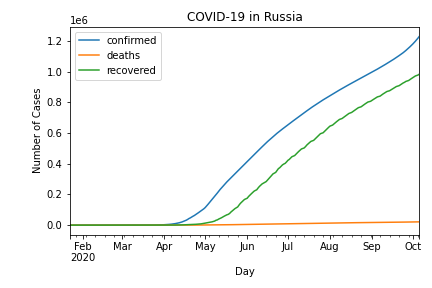 COVID-19 in Russia
1e6
confirmed
deaths
recovered
1.2
1.0
0.8
0.6
0.4
0.2
0.0
Number of Cases
Feb Mar Apr May Jun Jul Aug Sep Oct
2020
Day